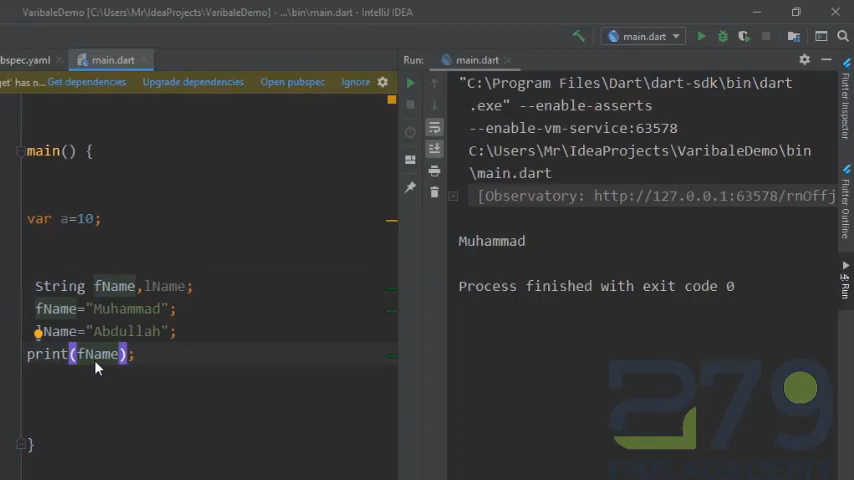 VaribaleDemo [C:\Users\Mr\IdeaProjects\VaribaleDemo] - ...\bin\main.dart - IntelliJ IDEA
main.dart
bspec.yaml
main.dart
Run:
main.dart
get' has n...
Get dependencies
Upgrade dependencies
Open pubspec
Ignore
main() {
var a=10;
String fName,lName;
fName="Muhammad";
lName="Abdullah";
print(fName);
}
"C:\Program Files\Dart\dart-sdk\bin\dart
.exe" --enable-asserts
--enable-vm-service:63578
C:\Users\Mr\IdeaProjects\VaribaleDemo\bin
\main.dart
[Observatory: http://127.0.0.1:63578/rnOffj
Muhammad
Process finished with exit code 0
Flutter Inspector
Flutter Outline
4: Run
279